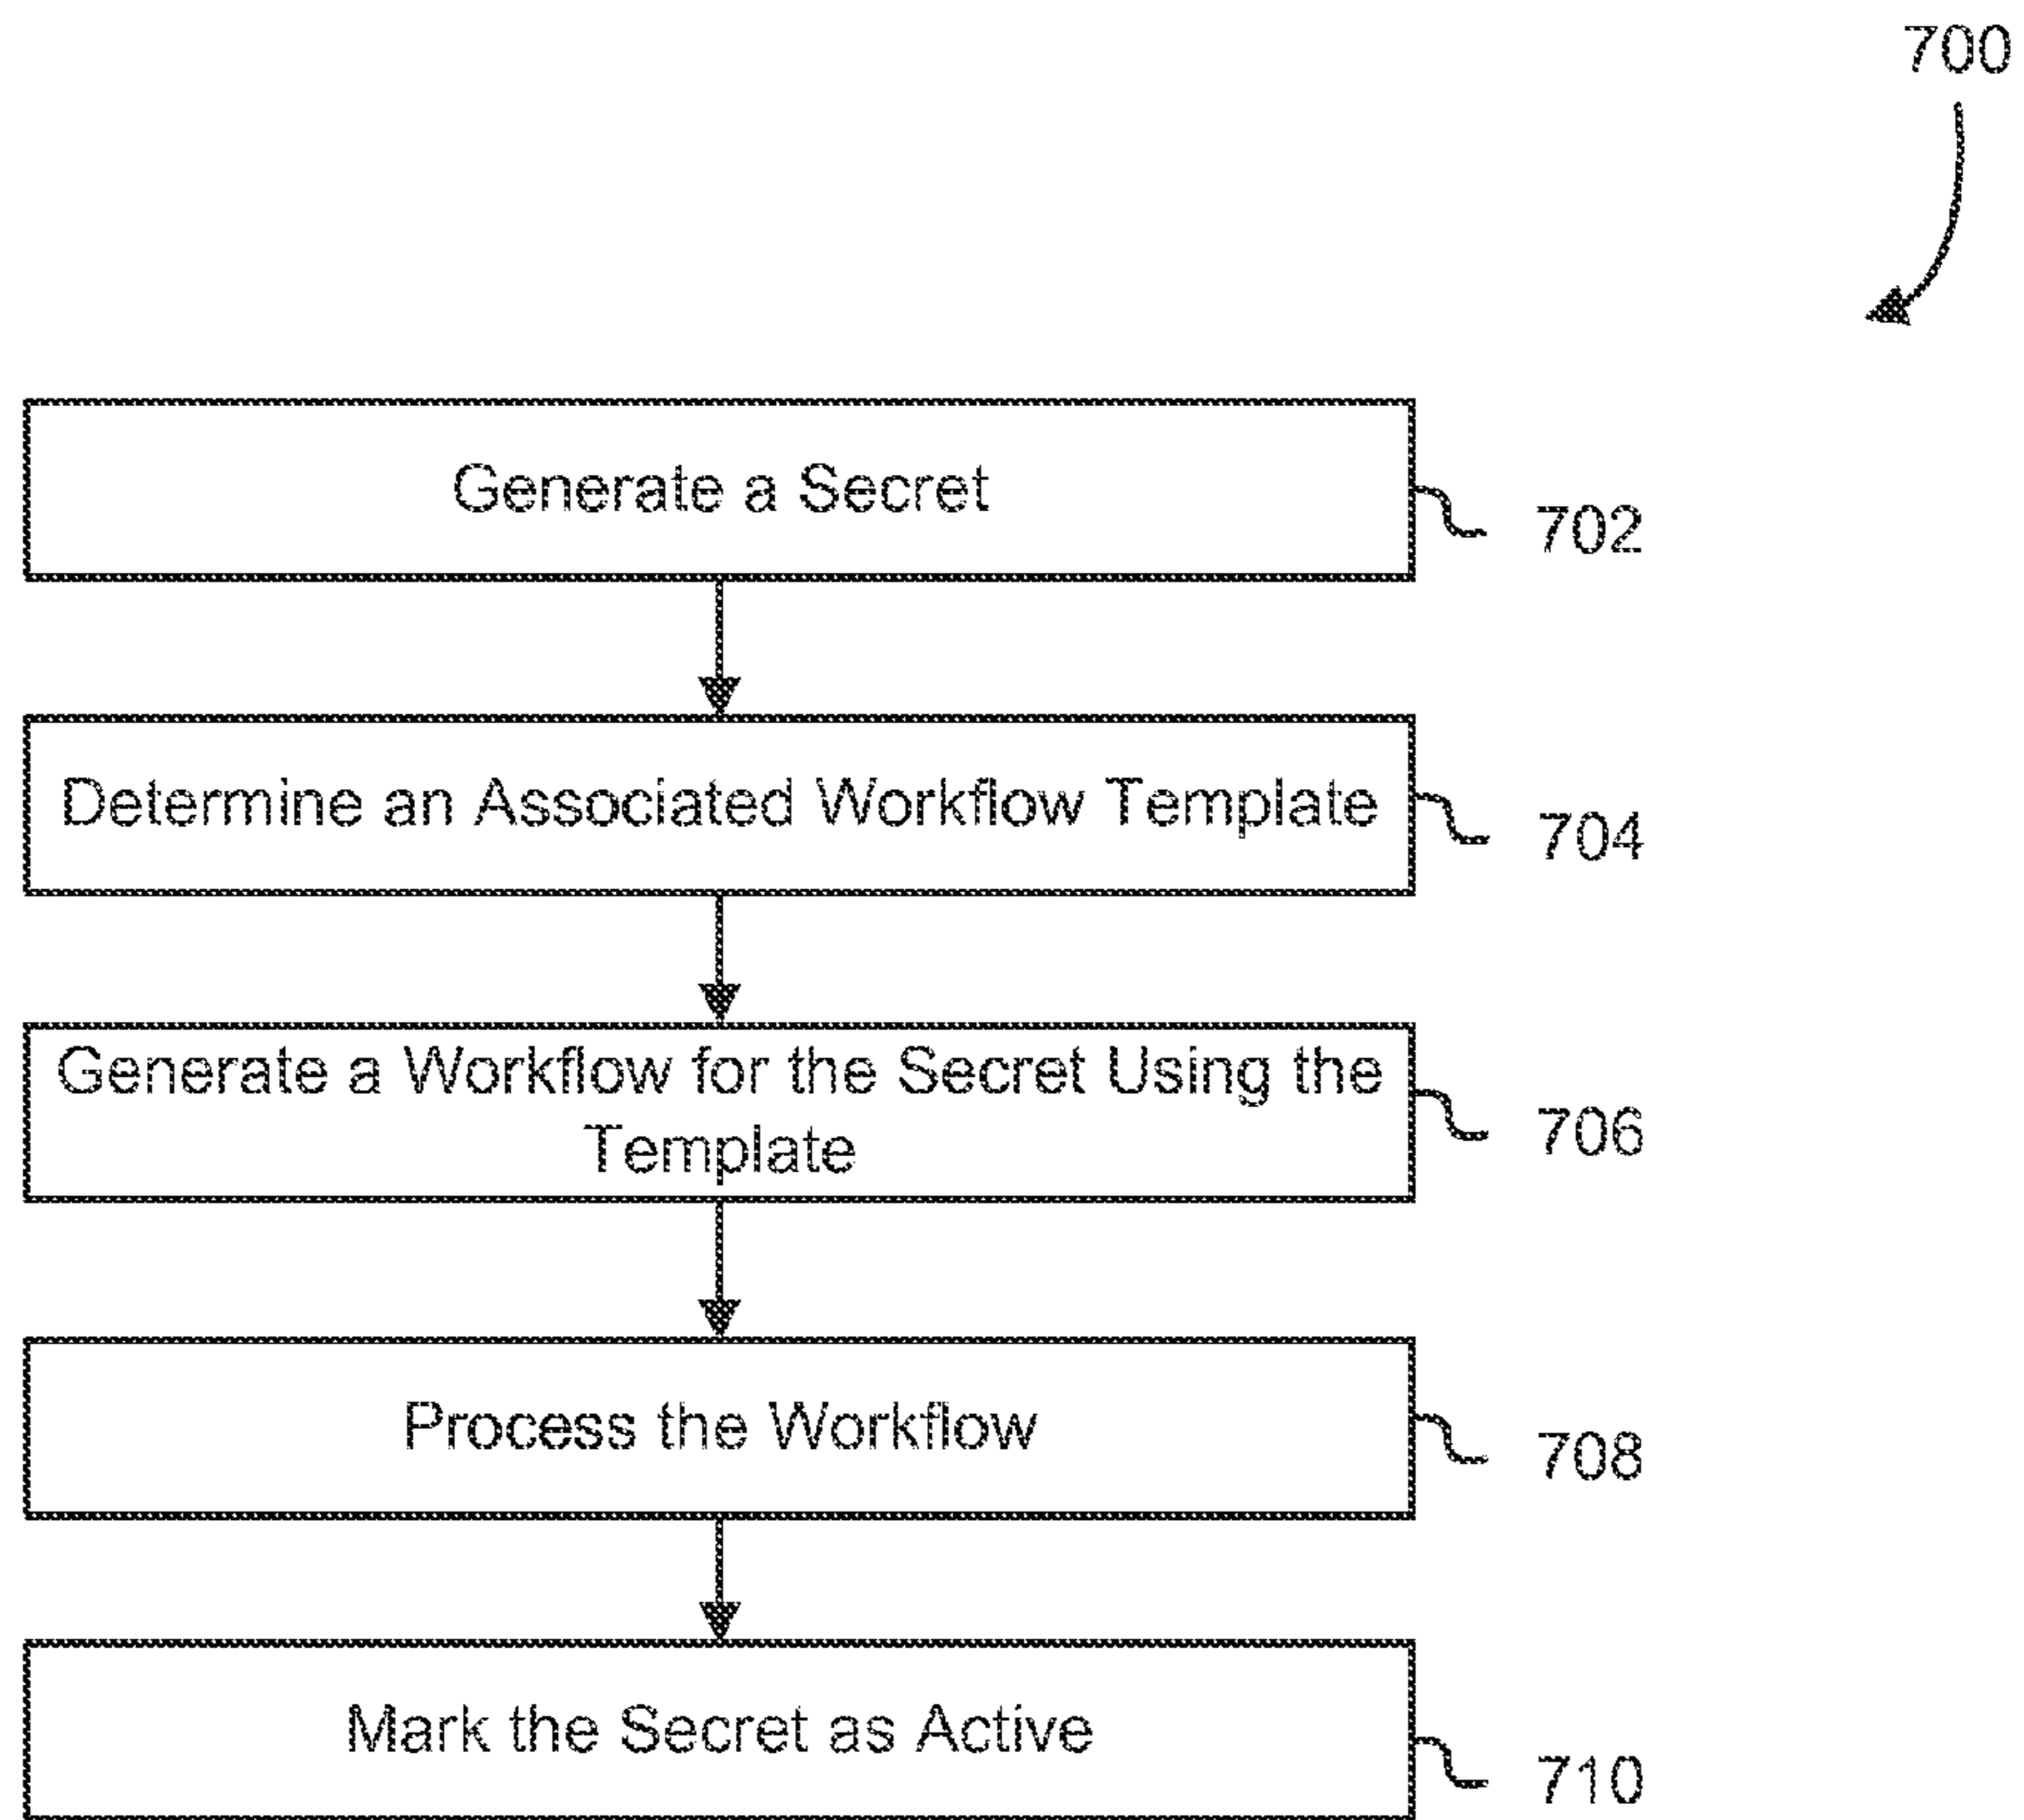 700
Generate a Secret
702
Determine an Associated Workflow Template
704
Generate a Workflow for the Secret Using the
Template
706
Process the Workflow
708
Mark the Secret as Active
710